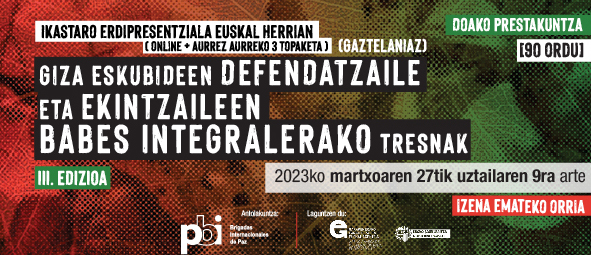 IKASTARO ERDIPRESENTZIALA EUSKAL HERRIAN
( ONLINE + AURREZ AURREKO 3 TOPAKETA ) (GAZTELANIAZ)
DOAKO PRESTAKUNTZA
[90 ORDU]
GIZA ESKUBIDEEN DEFENDATZAILE
ETA EKINTZAILEEN
BABES INTEGRALERAKO TRESNAK
III. EDIZIOA
2023ko martxoaren 27tik uztailaren 9ra arte
IZENA EMATEKO ORRIA
Antolakuntza:
Laguntzen du:
pbi
Brigadas
Internacionales
de Paz